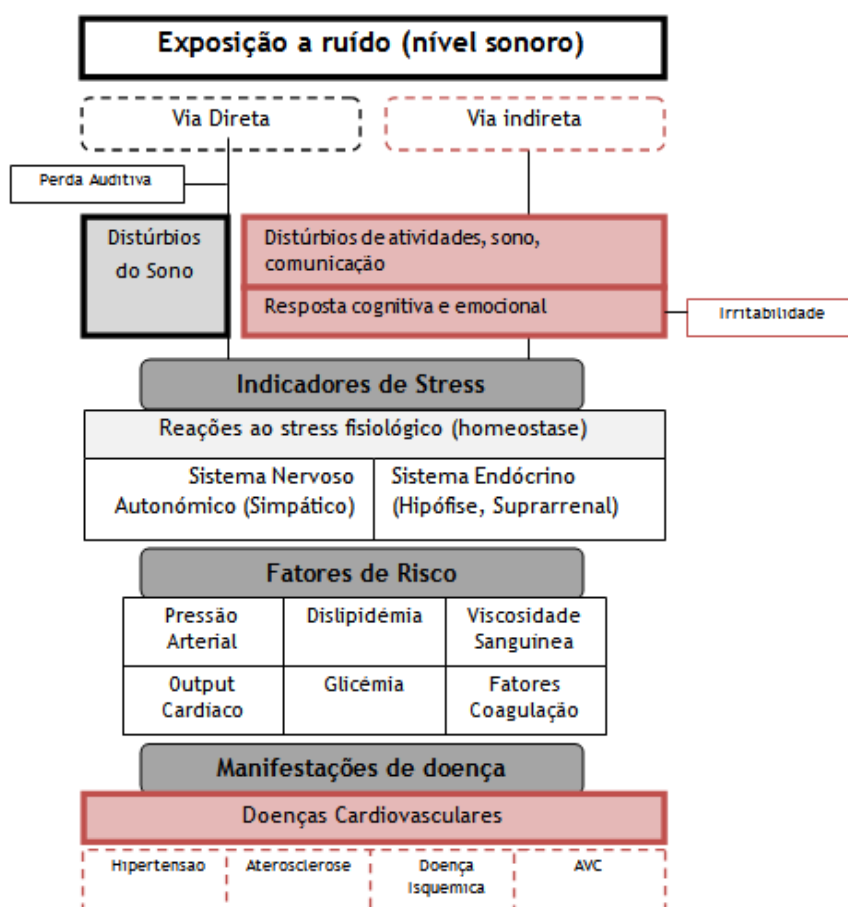 Exposição a ruído (nível sonoro)
Via Direta
Via indireta
Perda Auditiva
Distúrbios
do Sono
Distúrbios de atividades, sono,
comunicação
Resposta cognitiva e emocional
Irritabilidade
Indicadores de Stress
Reações ao stress fisiológico (homeostase)
Sistema Nervoso
Autonómico (Simpático)
Sistema Endócrino
(Hipófise, Suprarrenal)
Fatores de Risco
Pressão
Arterial
Dislipidémia
Viscosidade
Sanguinea
Output
Cardíaco
Glicémia
Fatores
Coagulação
Manifestações de doença
Doenças Cardiovasculares
Hipertensao
Aterosclerose
Doença
Isquemica
AVC